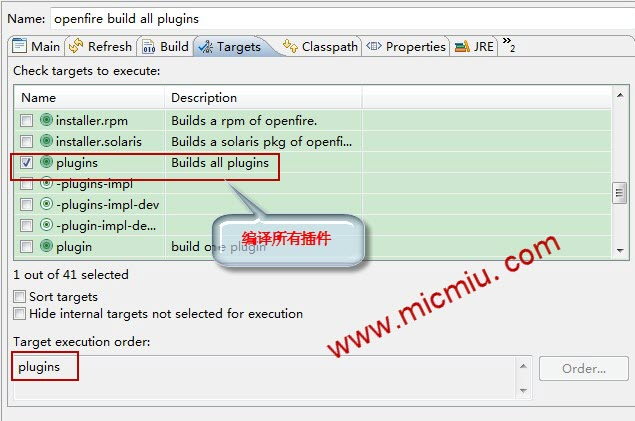 Name: openfire build all plugins
Main Refresh Build Targets Classpath Properties JRE »2
Check targets to execute:
Name Description
installer.rpm Builds a rpm of openfire.
installer.solaris Builds a solaris pkg of openfi...
plugins Builds all plugins
-plugins-impl
-plugins-impl-dev
-plugin-impl-de...
plugin build one plugin
编译所有插件
1 out of 41 selected
Sort targets
Hide internal targets not selected for execution
www.micmiu.com
Target execution order:
plugins
Order...